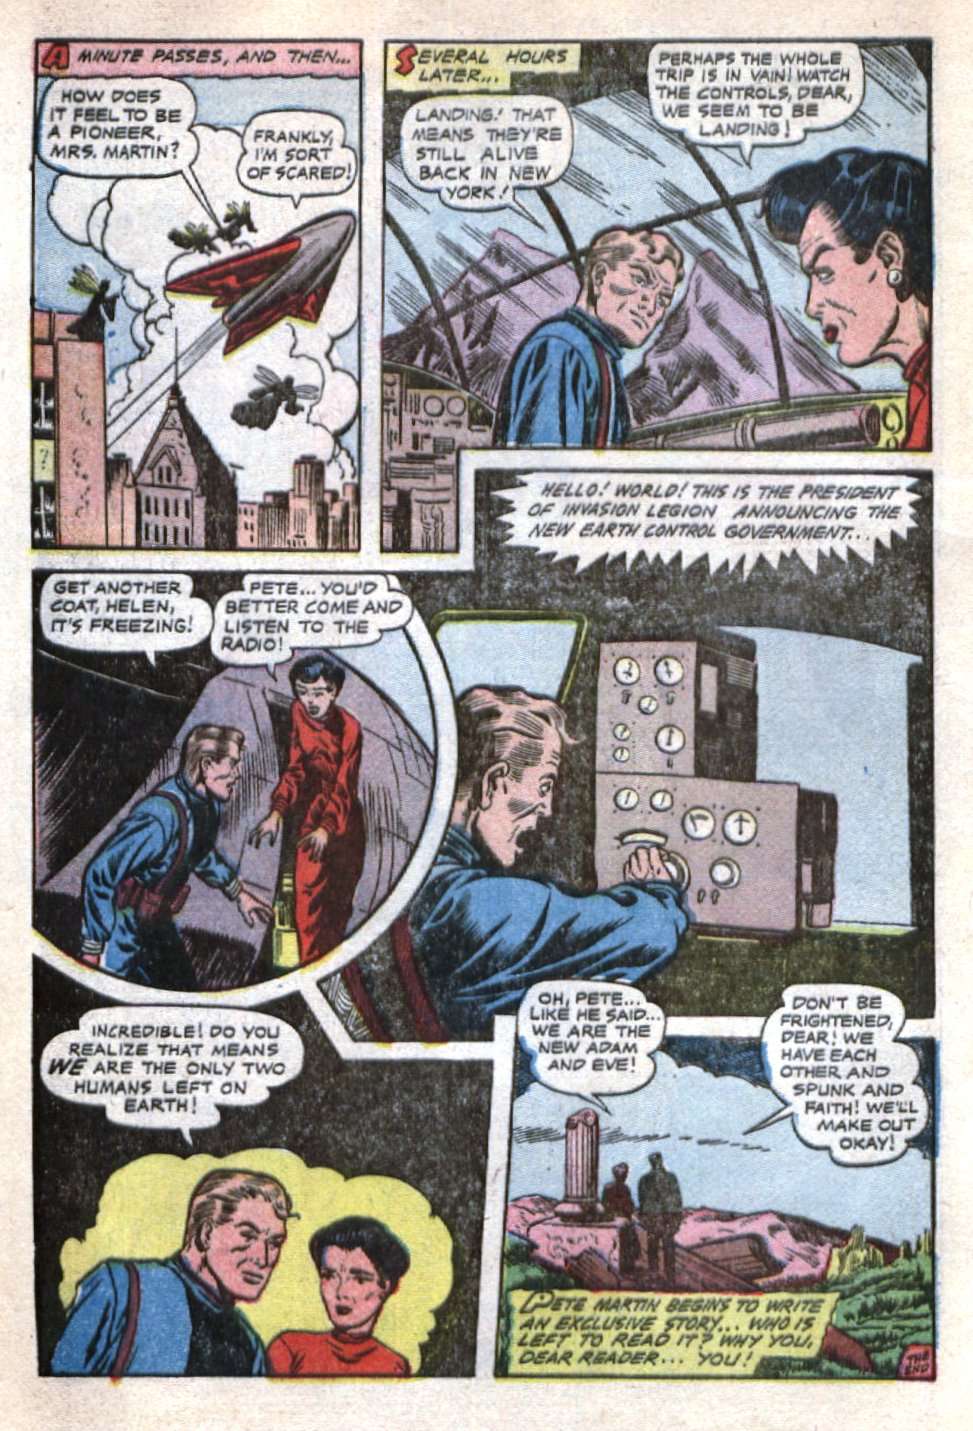 A MINUTE PASSES, AND THEN...
HOW DOES
IT FEEL TO BE
A PIONEER,
MRS. MARTIN?
FRANKLY,
I'M SORT
OF SCARED!
?
SEVERAL HOURS
LATER...
LANDING! THAT
MEANS THEY'RE
STILL ALIVE
BACK IN NEW
YORK!
PERHAPS THE WHOLE
TRIP IS IN VAIN! WATCH
THE CONTROLS, DEAR,
WE SEEM TO BE
LANDING!
GET ANOTHER
COAT, HELEN,
IT'S FREEZING!
PETE... YOU'D
BETTER COME AND
LISTEN TO THE
RADIO!
HELLO! WORLD! THIS IS THE PRESIDENT
OF INVASION LEGION ANNOUNCING THE
NEW EARTH CONTROL GOVERNMENT...
INCREDIBLE! DO YOU
REALIZE THAT MEANS
WE ARE THE ONLY TWO
HUMANS LEFT ON
EARTH!
OH, PETE...
LIKE HE SAID...
WE ARE THE
NEW ADAM
AND EVE!
DON'T BE
FRIGHTENED,
DEAR! WE
HAVE EACH
OTHER AND
SPUNK AND
FAITH! WE'LL
MAKE OUT
OKAY!
PETE MARTIN BEGINS TO WRITE
AN EXCLUSIVE STORY... WHO IS
LEFT TO READ IT? WHY YOU,
DEAR READER... YOU!
THE
END